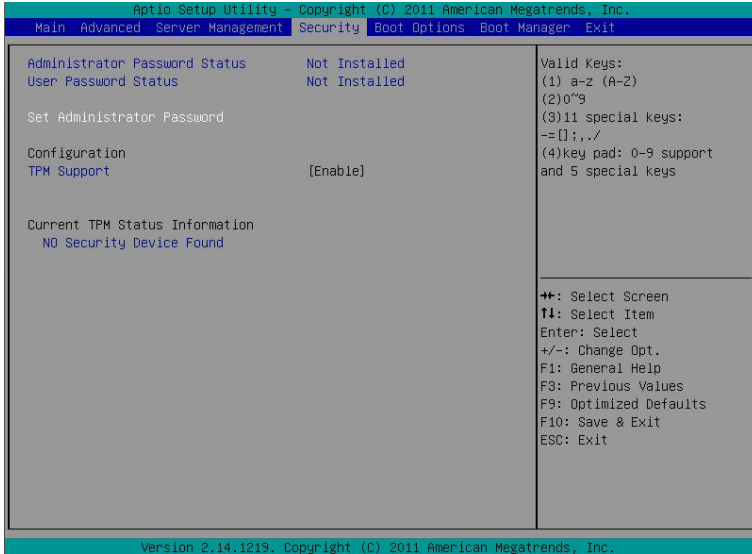 Aptio Setup Utility – Copyright (C) 2011 American Megatrends, Inc.
Main Advanced Server Management Security Boot Options Boot Manager Exit
Administrator Password Status Not Installed
User Password Status Not Installed
Set Administrator Password
Configuration
TPM Support [Enable]
Current TPM Status Information
NO Security Device Found
Valid Keys:
(1) a-z (A-Z)
(2)0~9
(3)11 special keys:
-=[];,./
(4)key pad: 0-9 support
and 5 special keys
→←: Select Screen
↑↓: Select Item
Enter: Select
+/-: Change Opt.
F1: General Help
F3: Previous Values
F9: Optimized Defaults
F10: Save & Exit
ESC: Exit
Version 2.14.1219. Copyright (C) 2011 American Megatrends, Inc.